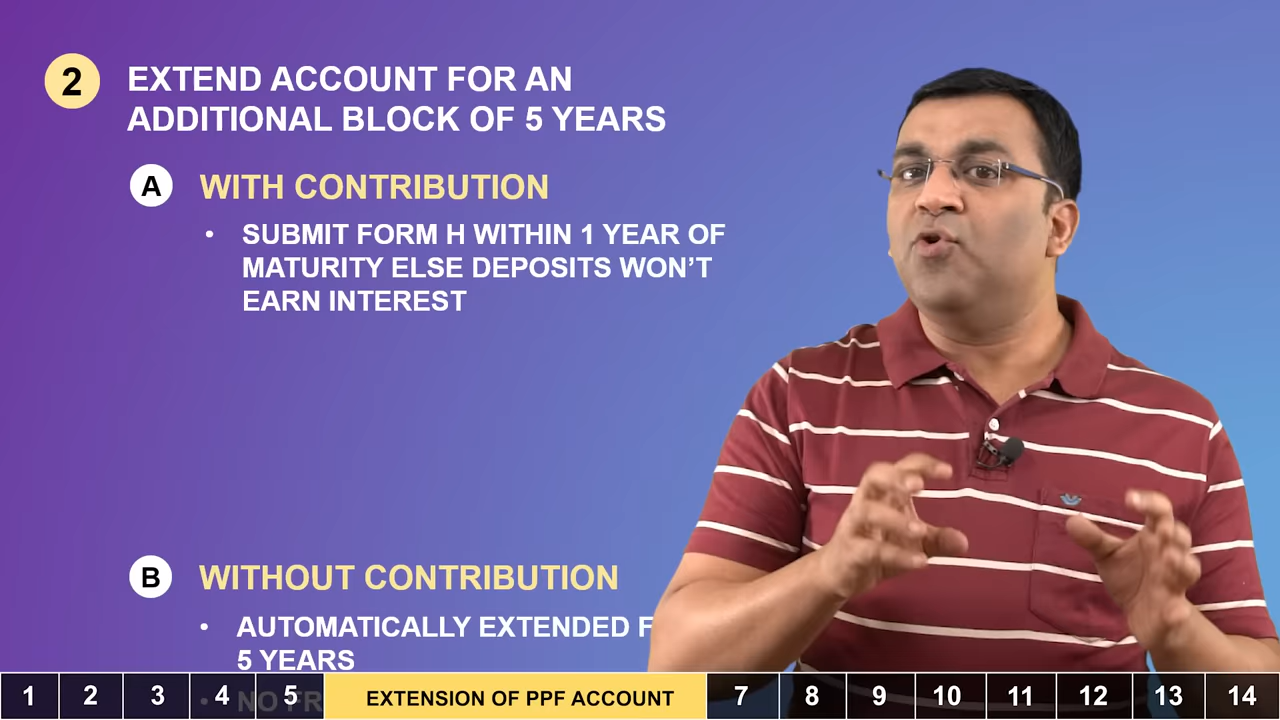 2
EXTEND ACCOUNT FOR AN
ADDITIONAL BLOCK OF 5 YEARS
A
WITH CONTRIBUTION
• SUBMIT FORM H WITHIN 1 YEAR OF
MATURITY ELSE DEPOSITS WON’T
EARN INTEREST
B
WITHOUT CONTRIBUTION
• AUTOMATICALLY EXTENDED
5 YEARS
• NO
1 2 3 4 5 EXTENSION OF PPF ACCOUNT 7 8 9 10 11 12 13 14